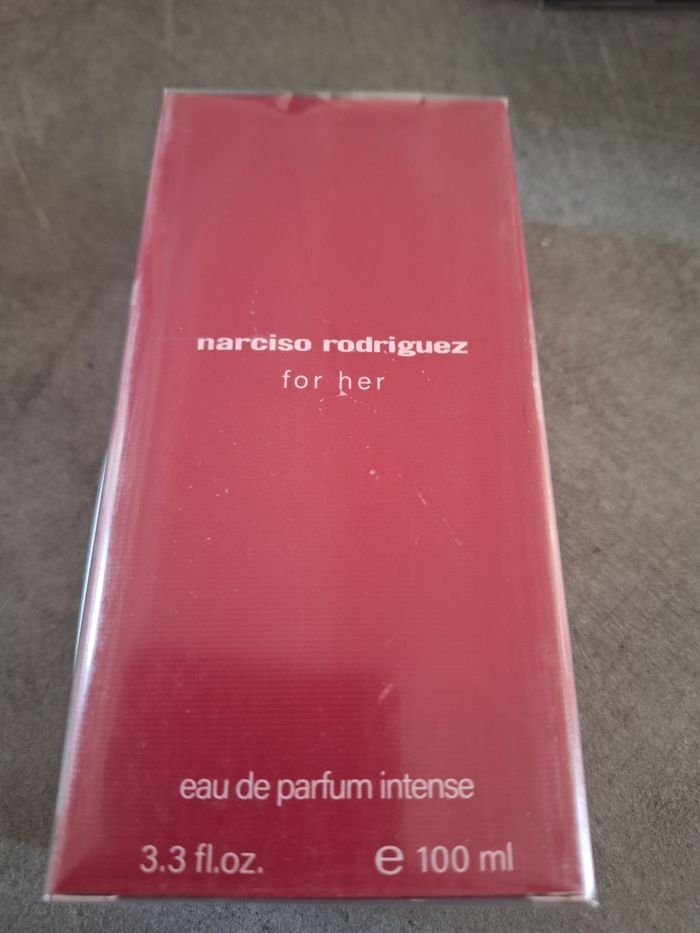 narciso rodriguez
for her
eau de parfum intense
3.3 fl.oz. e 100 ml